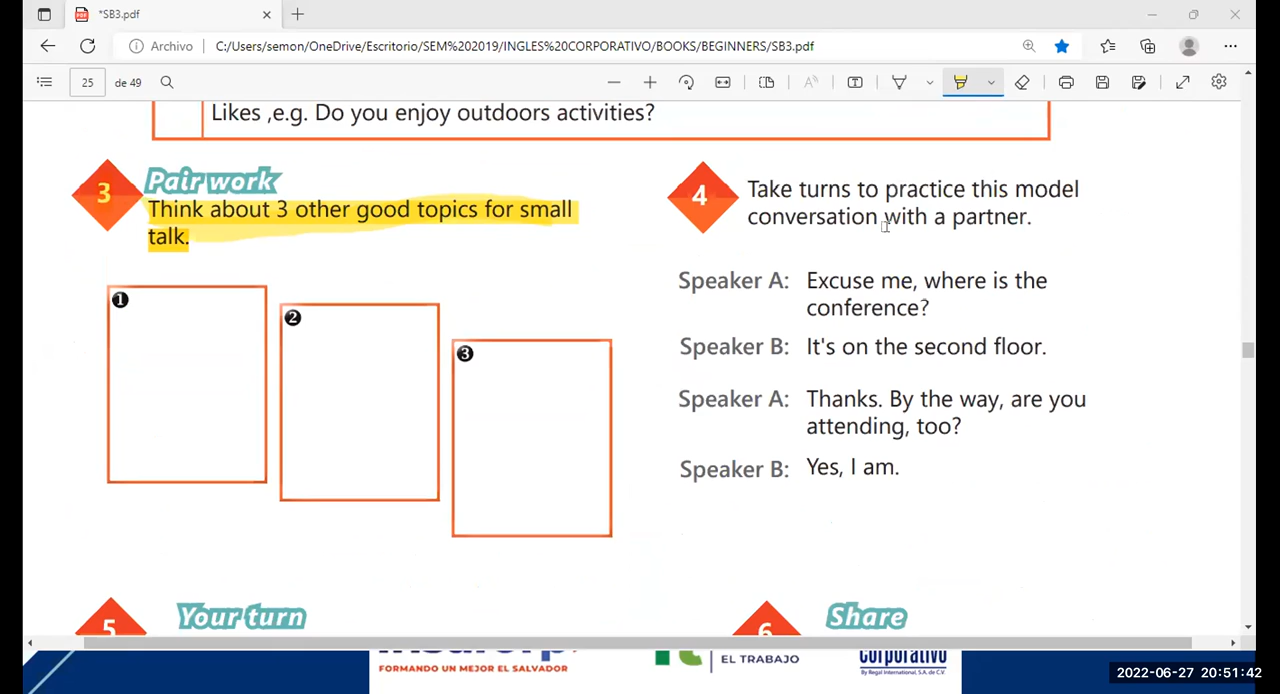 *SB3.pdf
Archivo
C:/Users/semon/OneDrive/Escritorio/SEM%202019/INGLES%20CORPORATIVO/BOOKS/BEGINNERS/SB3.pdf
25 de 49
Likes ,e.g. Do you enjoy outdoors activities?
3 Pair work
Think about 3 other good topics for small
talk.
1
2
3
4 Take turns to practice this model
conversation with a partner.
Speaker A: Excuse me, where is the
conference?
Speaker B: It's on the second floor.
Speaker A: Thanks. By the way, are you
attending, too?
Speaker B: Yes, I am.
5 Your turn
6 Share
FORMANDO UN MEJOR EL SALVADOR
EL TRABAJO
corporativo
By Regal International, S.A. de C.V.
2022-06-27 20:51:42